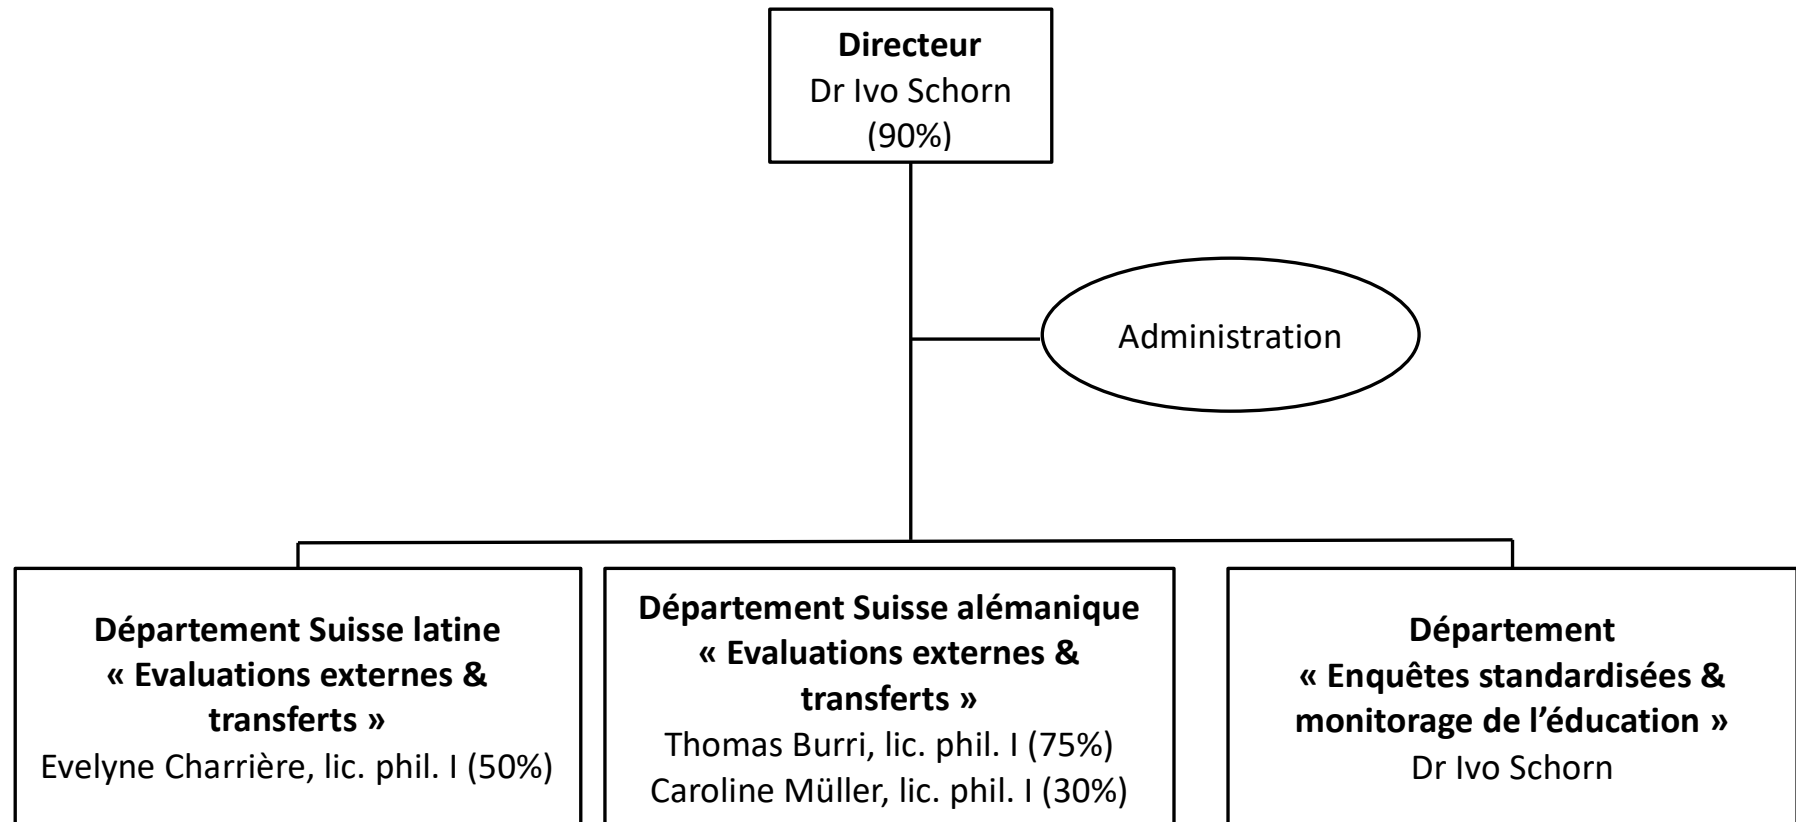 Directeur
Dr Ivo Schorn
(90%)
Administration
Département Suisse latine
« Evaluations externes &
transferts »
Evelyne Charrière, lic. phil. I (50%)
Département Suisse alémanique
« Evaluations externes &
transferts »
Thomas Burri, lic. phil. I (75%)
Caroline Müller, lic. phil. I (30%)
Département
« Enquêtes standardisées &
monitorage de l’éducation »
Dr Ivo Schorn